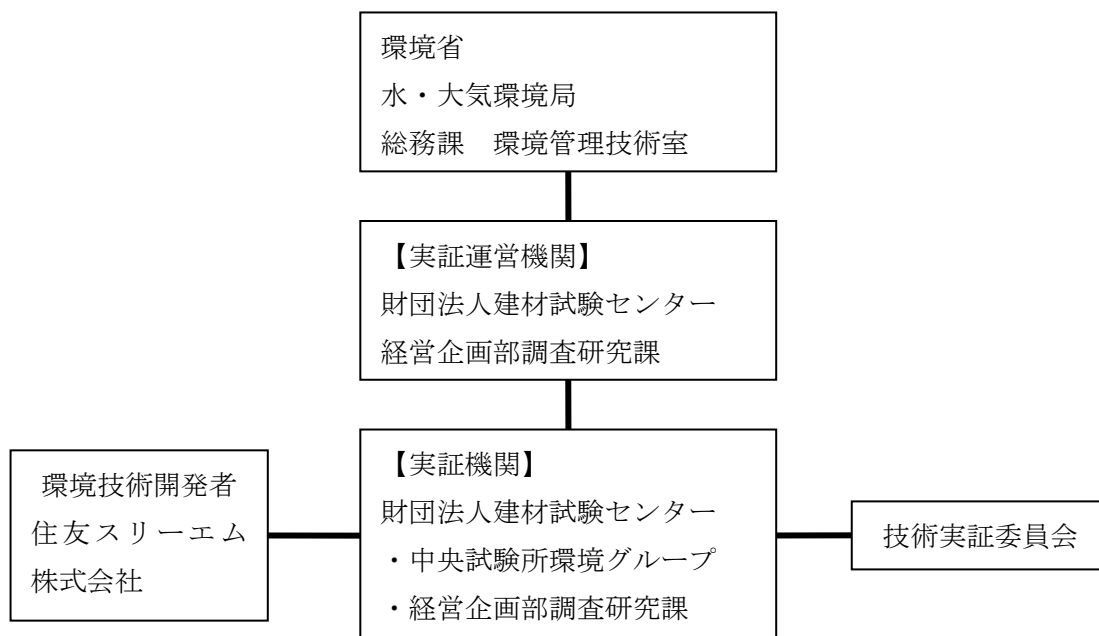 環境省
水・大気環境局
総務課　環境管理技術室
【実証運営機関】
財団法人建材試験センター
経営企画部調査研究課
環境技術開発者
住友スリーエム
株式会社
【実証機関】
財団法人建材試験センター
・中央試験所環境グループ
・経営企画部調査研究課
技術実証委員会